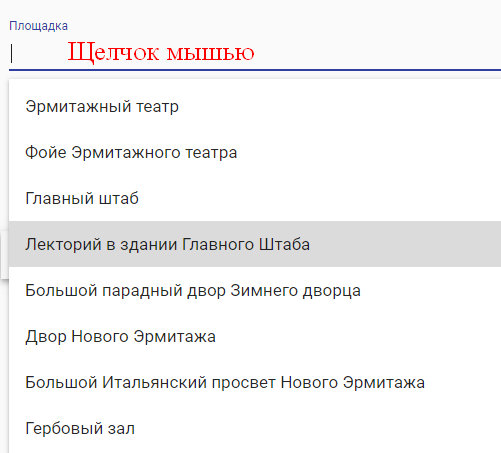 Площадка
Щелчок мышью
Эрмитажный театр
Фойе Эрмитажного театра
Главный штаб
Лекторий в здании Главного Штаба
Большой парадный двор Зимнего дворца
Двор Нового Эрмитажа
Большой Итальянский просвет Нового Эрмитажа
Гербовый зал